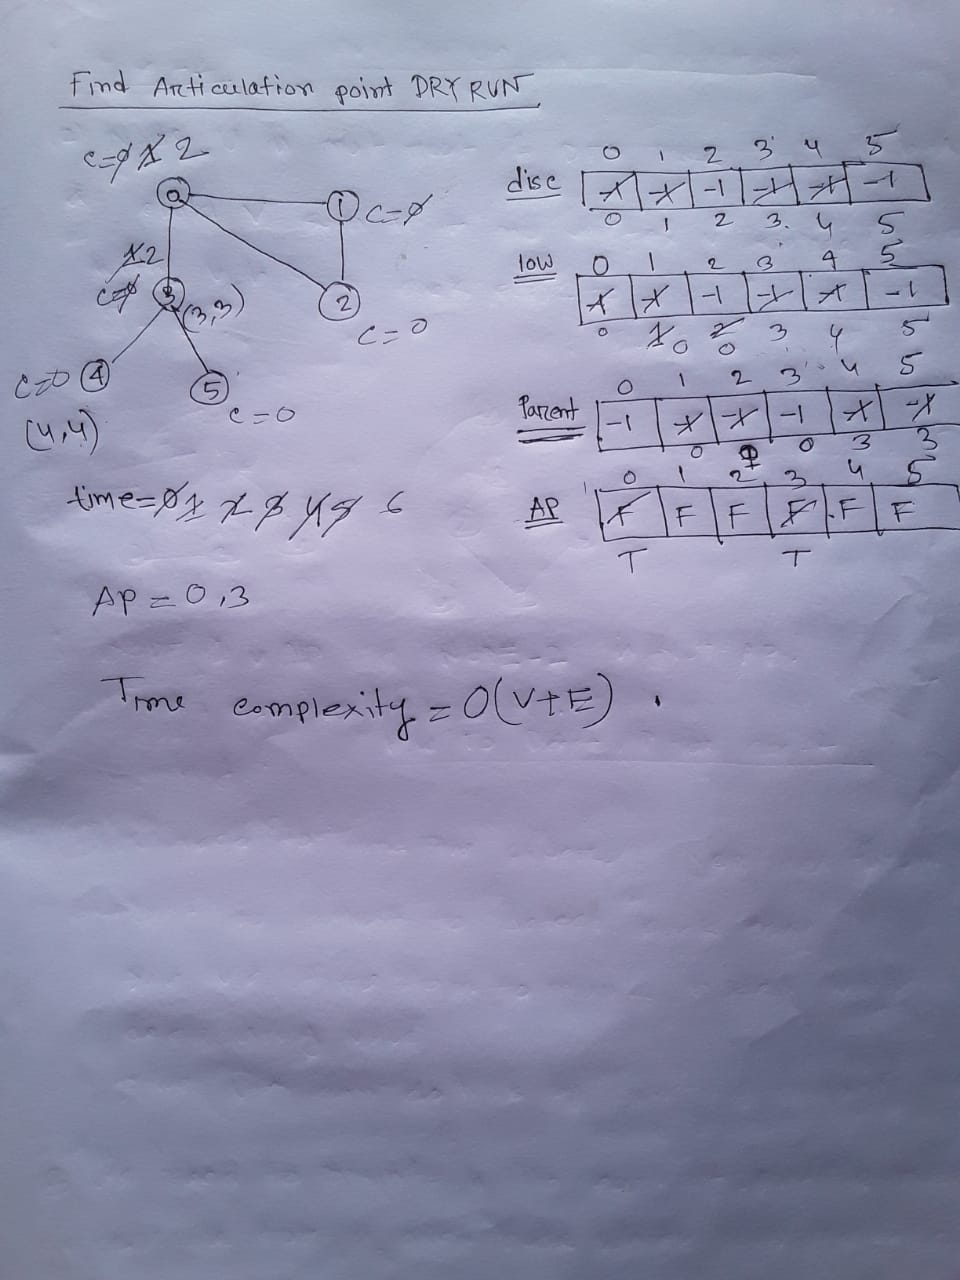 Find Articulation point DRY RUN
c=0 1 2
0
1 c=0
1 2
c=0 3 (3,3)
2
c=0
c=0 4
5
c=0
(4,4)
time=0 1 2 3 4 5 6
AP = 0,3
Time complexity = O(V+E).
0 1 2 3 4 5
disc -1 -1 -1 -1 -1 -1
0 1 2 3. 4 5
0 1 2 3 4 5
low -1 -1 -1 -1 -1 -1
0 1 2 3 4 5
0 0
0 1 2 3 4 5
Parent -1 -1 -1 -1 -1 -1
0 1 0 3 3
0 1 2 3 4 5
AP F F F F F F
T T